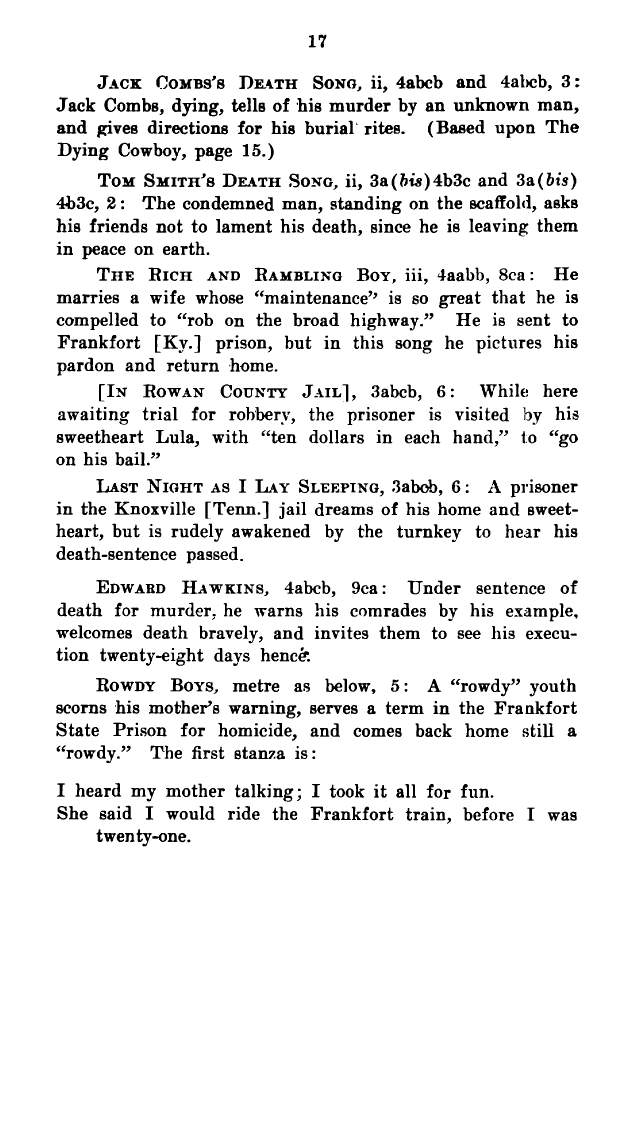 17
JACK COMBS'S DEATH SONG, ii, 4abcb and 4abcb, 3:
Jack Combs, dying, tells of his murder by an unknown man,
and gives directions for his burial rites. (Based upon The
Dying Cowboy, page 15.)
TOM SMITH'S DEATH SONG, ii, 3a(bis)4b3c and 3a(bis)
4b3c, 2: The condemned man, standing on the scaffold, asks
his friends not to lament his death, since he is leaving them
in peace on earth.
THE RICH AND RAMBLING BOY, iii, 4aabb, 8ca: He
marries a wife whose "maintenance" is so great that he is
compelled to "rob on the broad highway." He is sent to
Frankfort [Ky.] prison, but in this song he pictures his
pardon and return home.
[IN ROWAN COUNTY JAIL], 3abcb, 6: While here
awaiting trial for robbery, the prisoner is visited by his
sweetheart Lula, with "ten dollars in each hand," to "go
on his bail."
LAST NIGHT AS I LAY SLEEPING, 3abcb, 6: A prisoner
in the Knoxville [Tenn.] jail dreams of his home and sweet-
heart, but is rudely awakened by the turnkey to hear his
death-sentence passed.
EDWARD HAWKINS, 4abcb, 9ca: Under sentence of
death for murder, he warns his comrades by his example,
welcomes death bravely, and invites them to see his execu-
tion twenty-eight days hence.
ROWDY BOYS, metre as below, 5: A "rowdy" youth
scorns his mother's warning, serves a term in the Frankfort
State Prison for homicide, and comes back home still a
"rowdy." The first stanza is:
I heard my mother talking; I took it all for fun.
She said I would ride the Frankfort train, before I was
twenty-one.